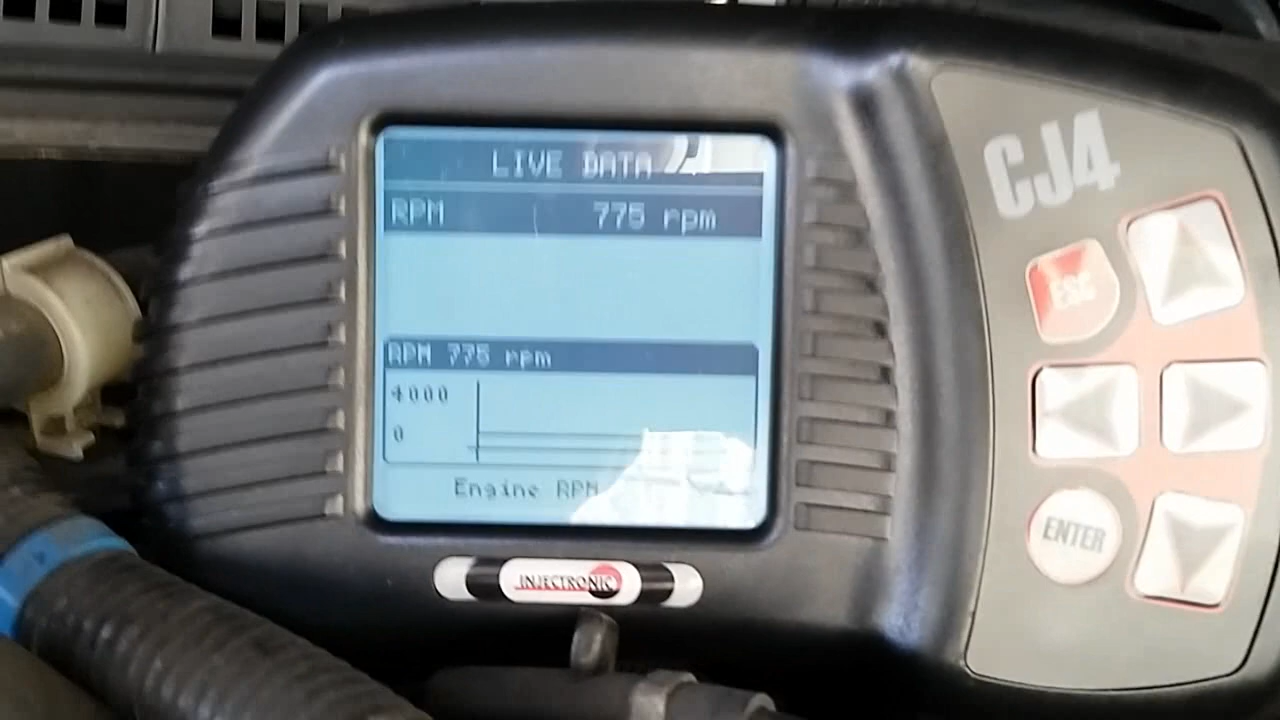 LIVE DATA
RPM 775 rpm
RPM 775 rpm
4000
0
Engine RPM
INJECTRONIC
CJ4
ESC
ENTER